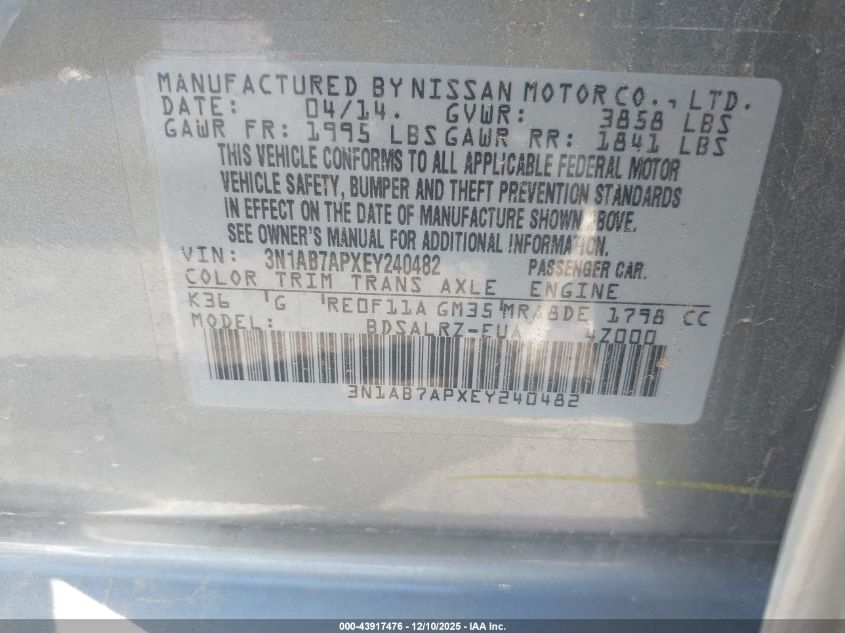 MANUFACTURED BY NISSAN MOTOR CO., LTD.
DATE: 04/14. GVWR: 3858 LBS
GAWR FR: 1995 LBS GAWR RR: 1841 LBS
THIS VEHICLE CONFORMS TO ALL APPLICABLE FEDERAL MOTOR
VEHICLE SAFETY, BUMPER AND THEFT PREVENTION STANDARDS
IN EFFECT ON THE DATE OF MANUFACTURE SHOWN ABOVE.
SEE OWNER'S MANUAL FOR ADDITIONAL INFORMATION.
VIN: 3N1AB7APXEY240482 PASSENGER CAR.
COLOR TRIM TRANS AXLE ENGINE
K36 G RE0F11A GM35 MRA8DE 1798 CC
MODEL: BDSALRZ-EUA 4Z000
3N1AB7APXEY240482
000-43917476 • 12/10/2025 • IAA Inc.